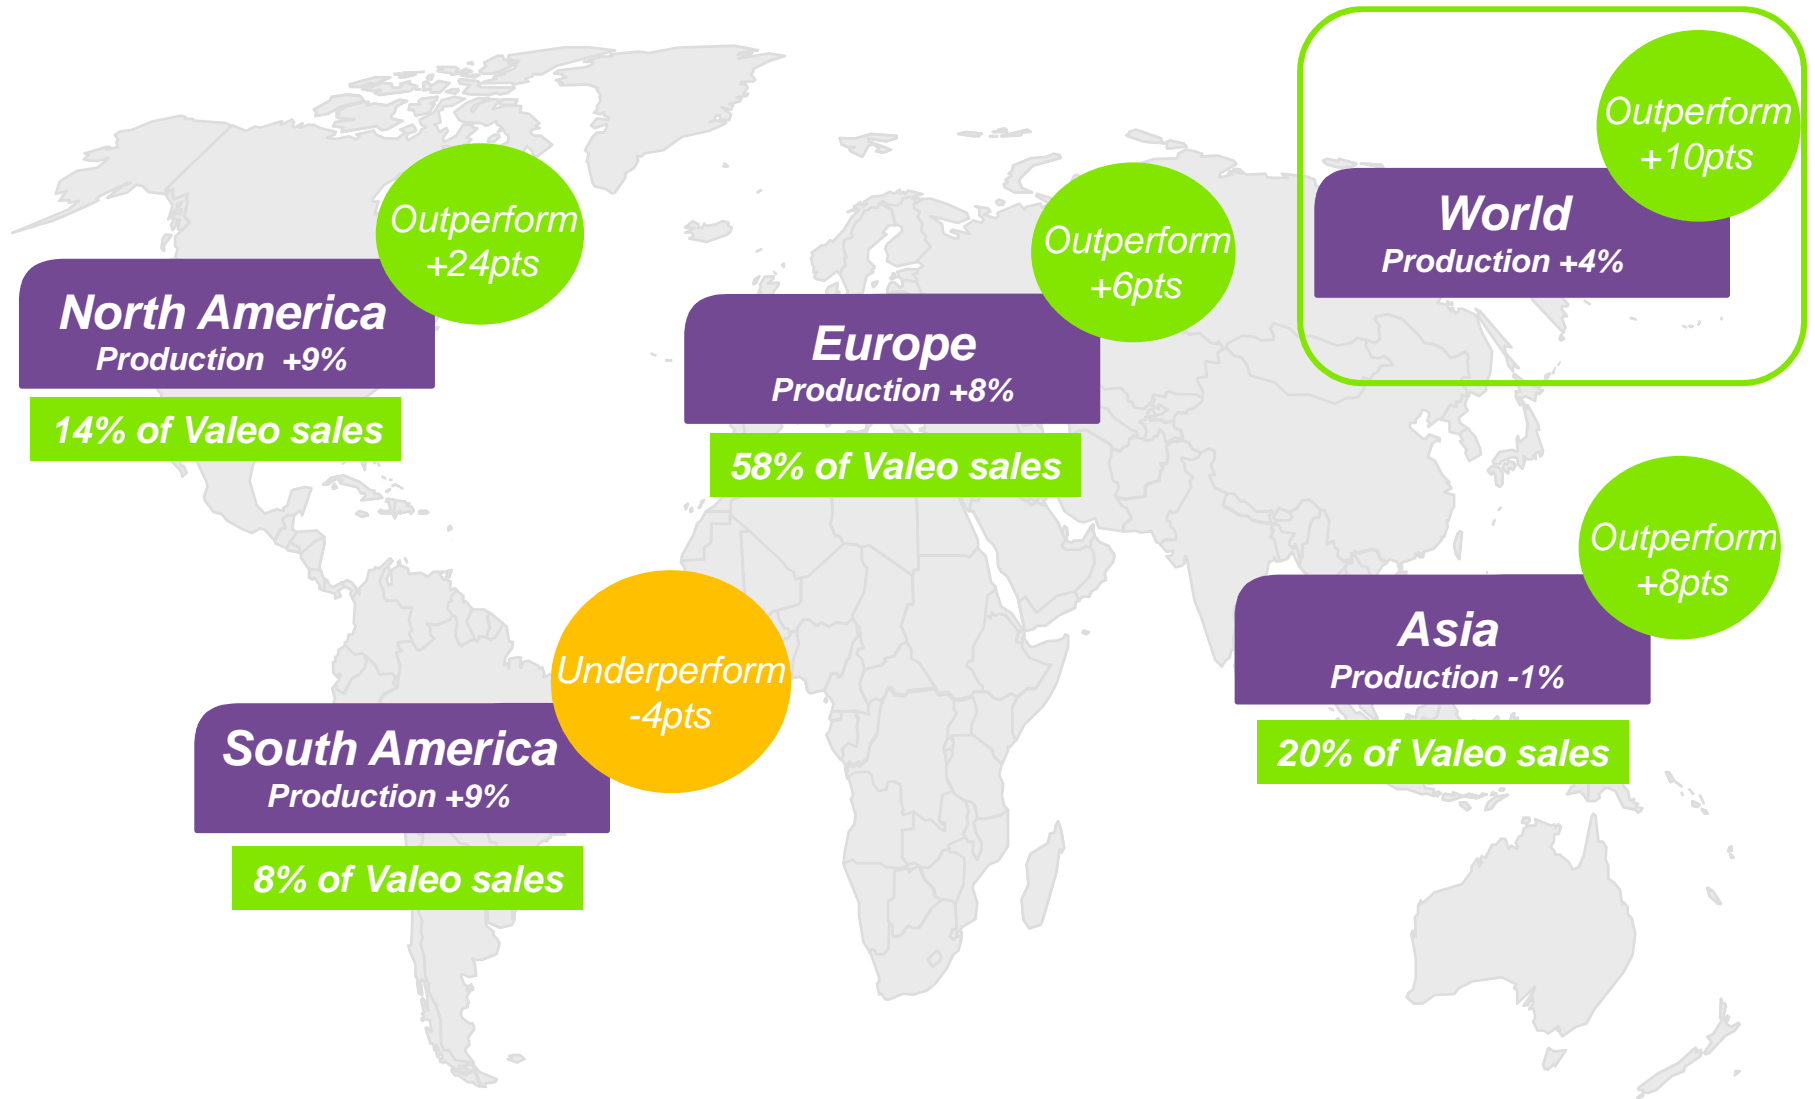 Outperform
+10pts
World
Production +4%
Outperform
+24pts
North America
Production +9%
14% of Valeo sales
Outperform
+6pts
Europe
Production +8%
58% of Valeo sales
Outperform
+8pts
Asia
Production -1%
20% of Valeo sales
Underperform
-4pts
South America
Production +9%
8% of Valeo sales